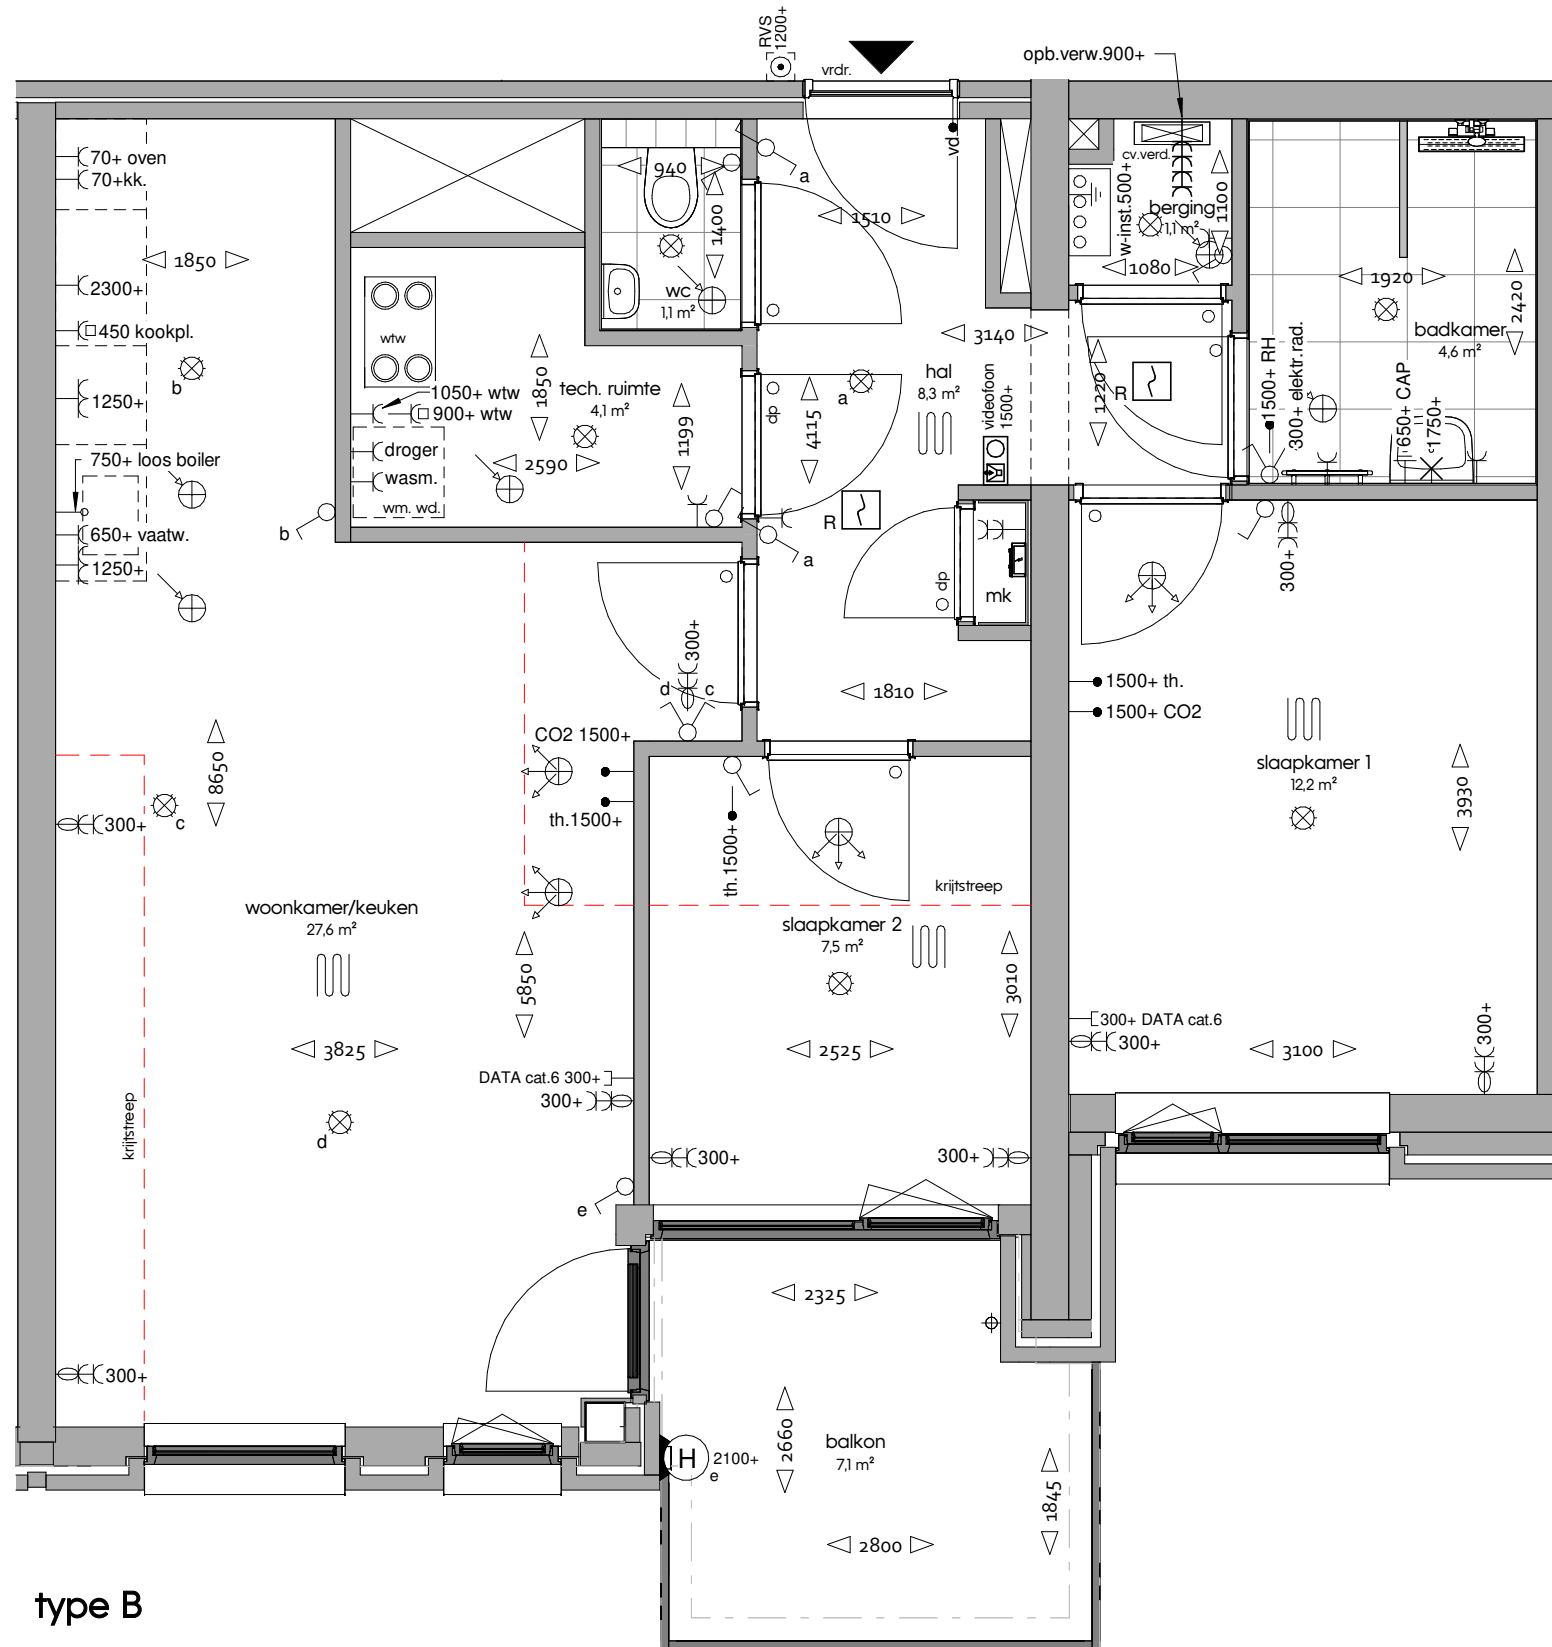 RVS
1200+
vrdr.
opb.verw.900+
70+ oven
70+kk.
1850
2300+
450 kookpl.
b
1250+
750+ loos boiler
650+ vaatw.
1250+
b
wtw
1050+ wtw
900+ wtw
droger
wasm.
wm. wd.
1850
tech. ruimte
4,1 m²
2590
1199
940
1400
wc
1,1 m²
a
vd.
1510
3140
hal
8,3 m²
a
dp
4115
videofoon
1500+
R
a
dp
mk
1810
cv.verd.
w-inst.500+
berging
1,1 m²
1100
1080
1220
R
1500+ RH
300+ elektr.rad.
1920
badkamer
4,6 m²
2420
650+ CAP
1750+
300+
1500+ th.
1500+ CO2
slaapkamer 1
12,2 m²
3930
300+ DATA cat.6
300+
3100
300+
300+
d
c
CO2 1500+
th.1500+
8650
300+
c
woonkamer/keuken
27,6 m²
5850
3825
DATA cat.6 300+
300+
krijtstreep
d
e
300+
th.1500+
krijtstreep
slaapkamer 2
7,5 m²
3010
2525
300+
300+
2325
2660
balkon
7,1 m²
H
2100+
e
1845
2800
type B